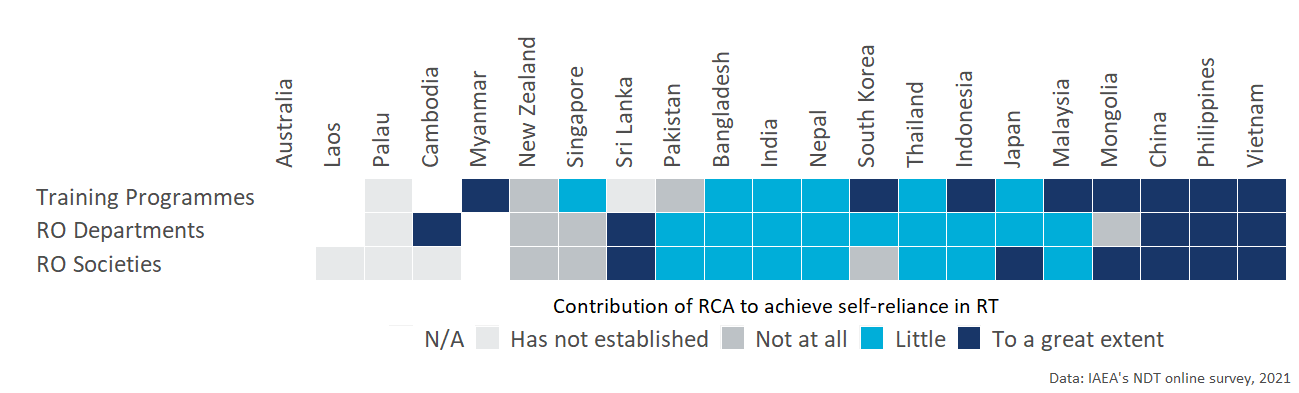 Australia
Laos
Palau
Cambodia
Myanmar
New Zealand
Singapore
Sri Lanka
Pakistan
Bangladesh
India
Nepal
South Korea
Thailand
Indonesia
Japan
Malaysia
Mongolia
China
Philippines
Vietnam
Training Programmes
RO Departments
RO Societies
Contribution of RCA to achieve self-reliance in RT
N/A Has not established Not at all Little To a great extent
Data: IAEA's NDT online survey, 2021